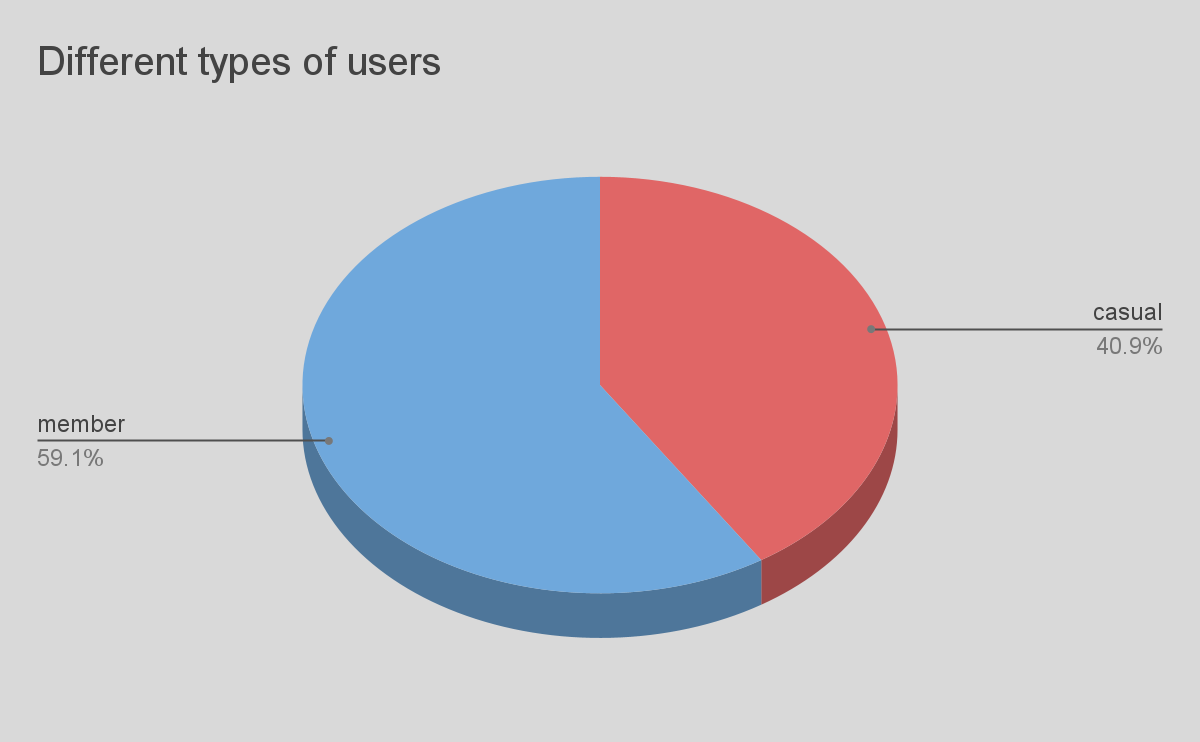 Different types of users
casual
40.9%
member
59.1%